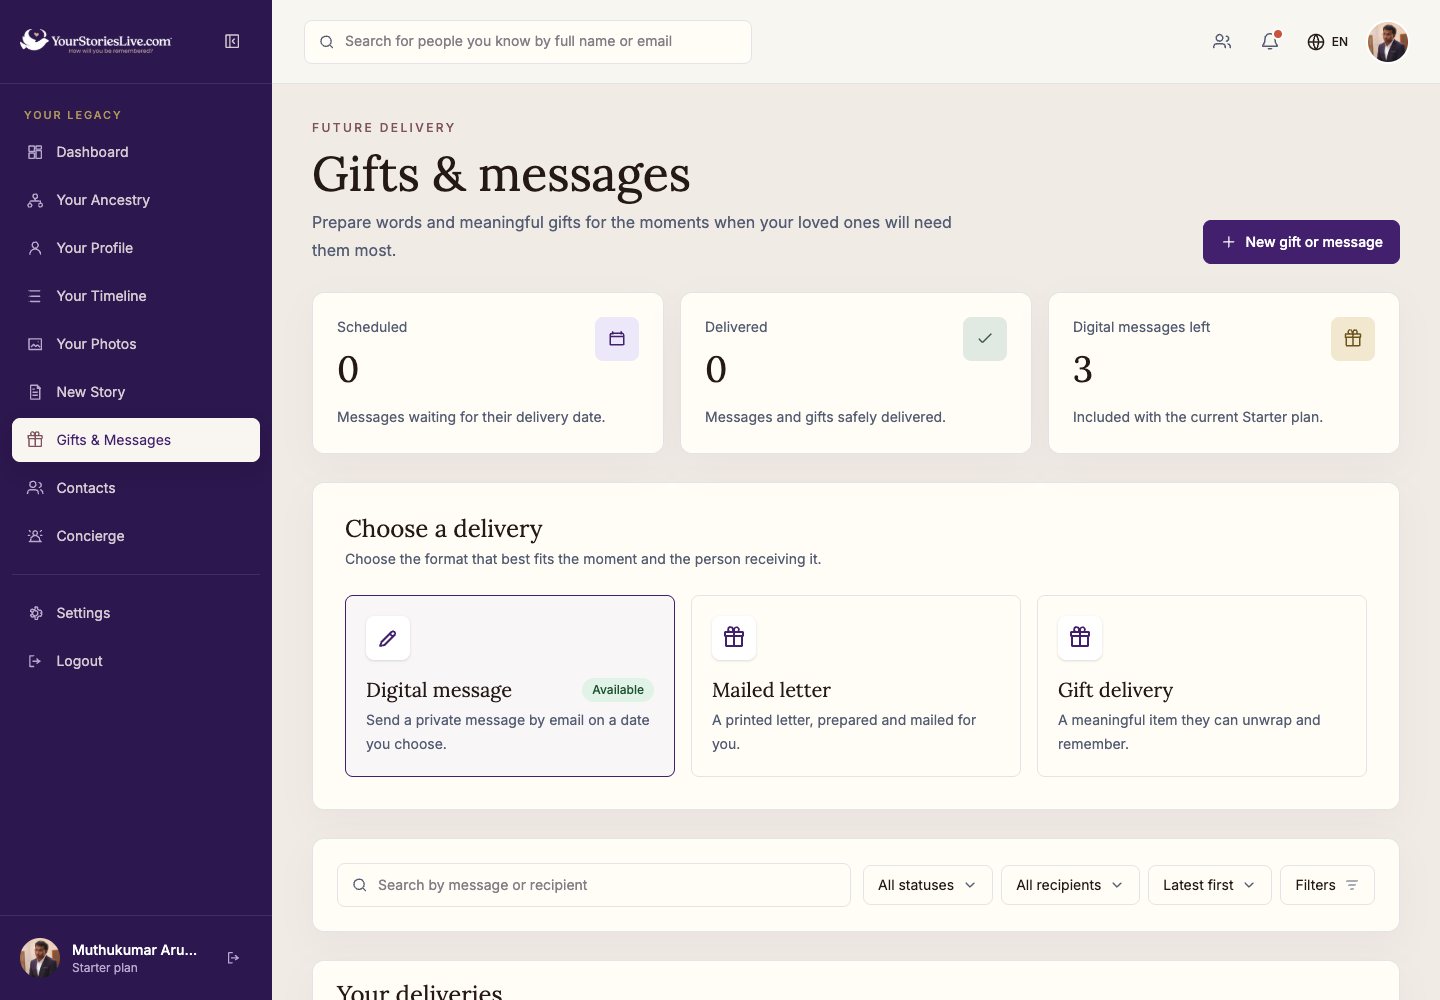 YourStoriesLive.com
How will you be remembered?
YOUR LEGACY
Dashboard
Your Ancestry
Your Profile
Your Timeline
Your Photos
New Story
Gifts & Messages
Contacts
Concierge
Settings
Logout
Muthukumar Aru...
Starter plan
Search for people you know by full name or email
EN
FUTURE DELIVERY
Gifts & messages
Prepare words and meaningful gifts for the moments when your loved ones will need
them most.
New gift or message
Scheduled
0
Messages waiting for their delivery date.
Delivered
0
Messages and gifts safely delivered.
Digital messages left
3
Included with the current Starter plan.
Choose a delivery
Choose the format that best fits the moment and the person receiving it.
Digital message
Available
Send a private message by email on a date
you choose.
Mailed letter
A printed letter, prepared and mailed for
you.
Gift delivery
A meaningful item they can unwrap and
remember.
Search by message or recipient
All statuses
All recipients
Latest first
Filters
Your deliveries